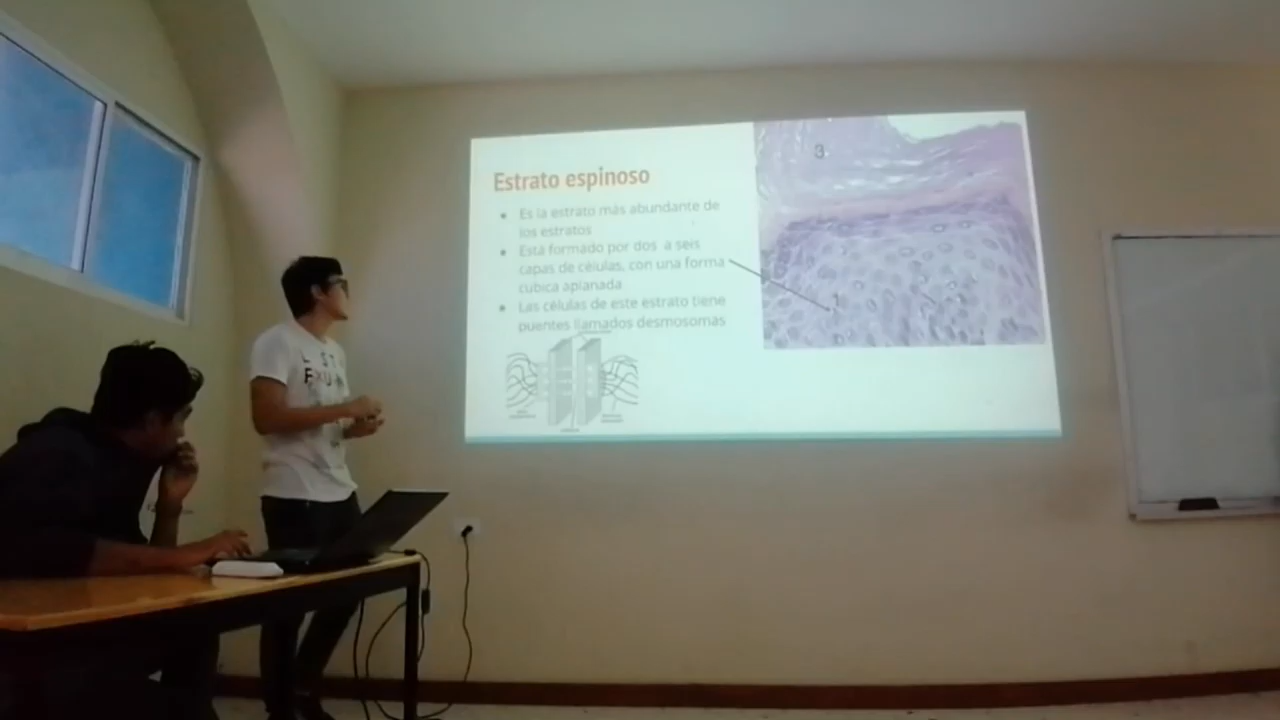 Estrato espinoso
● Es la estrato más abundante de
los estratos
● Está formado por dos a seis
capas de células, con una forma
cubica aplanada
● Las células de este estrato tiene
puentes llamados desmosomas
3
1